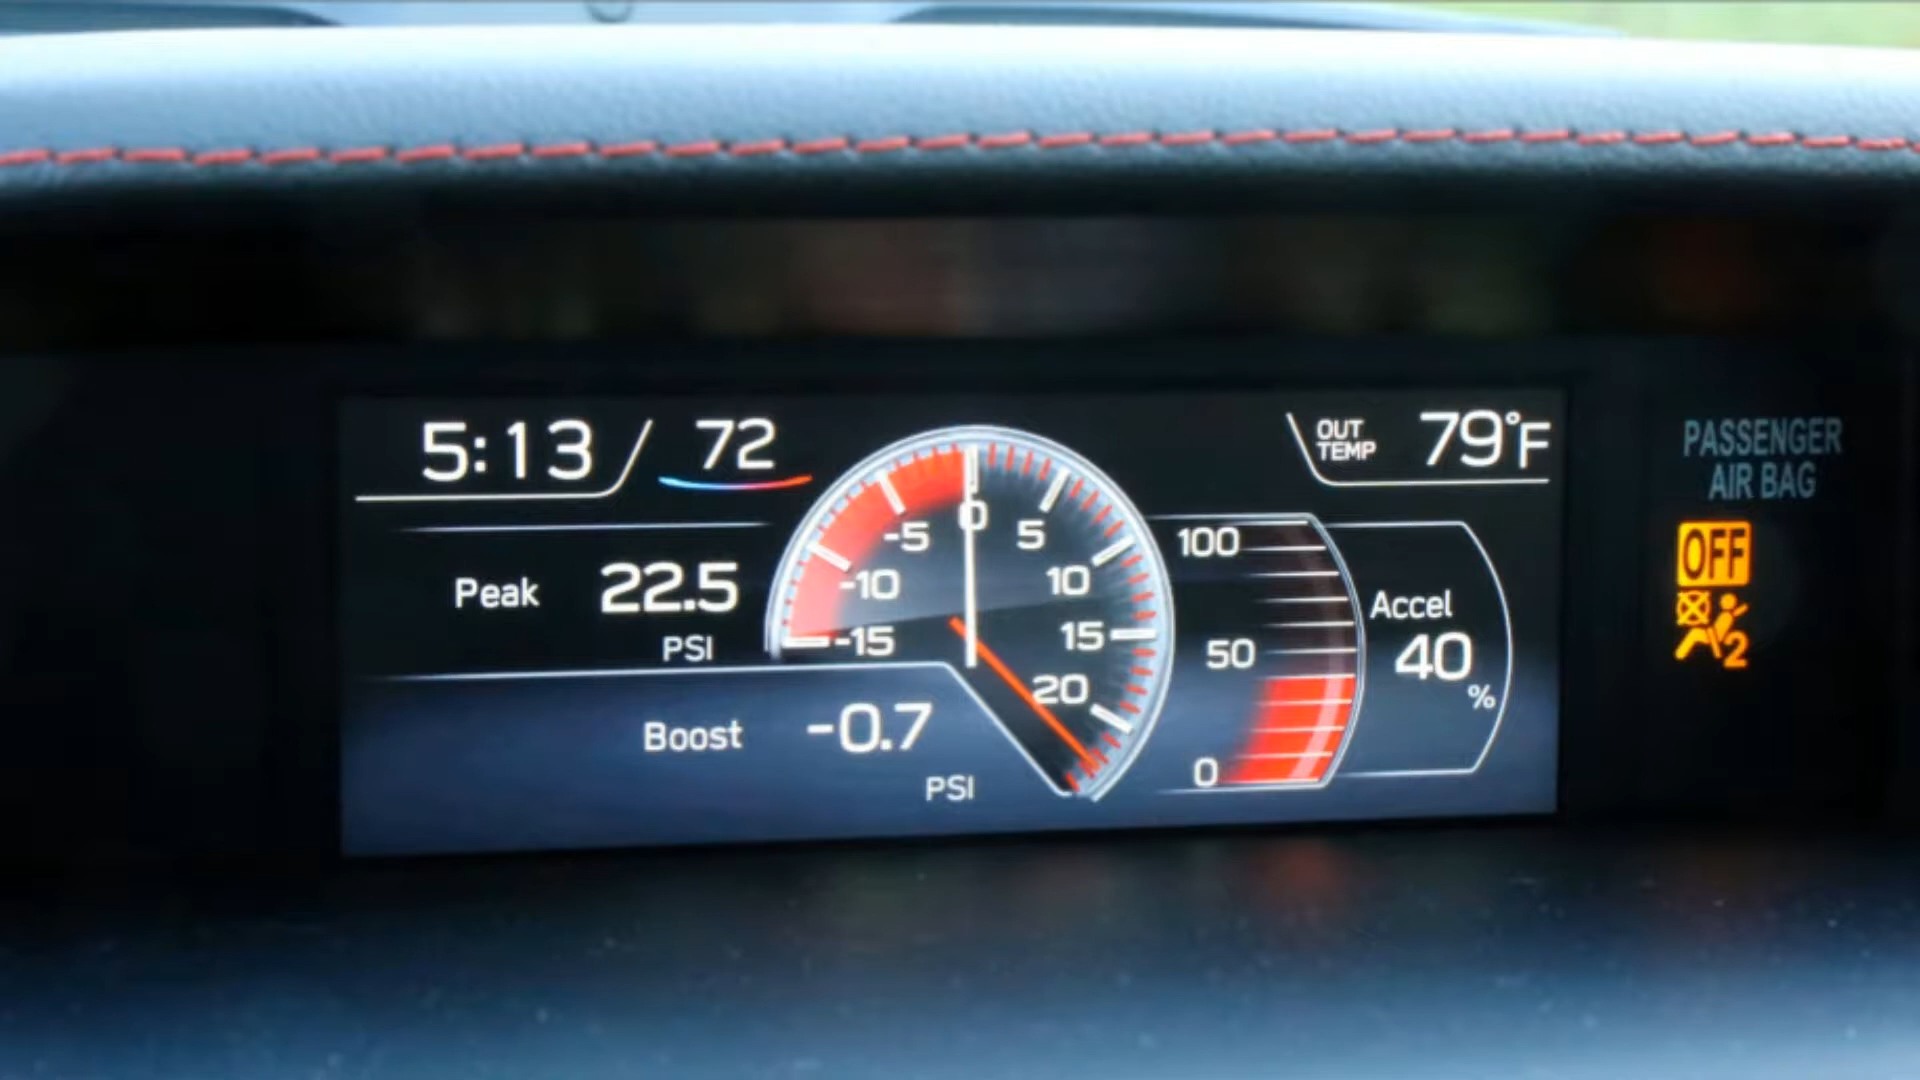 5:13
72
OUT
TEMP
79°F
PASSENGER
AIR BAG
OFF
2
Peak
22.5
PSI
Boost
-0.7
PSI
-15
-10
-5
0
5
10
15
20
100
50
0
Accel
40
%